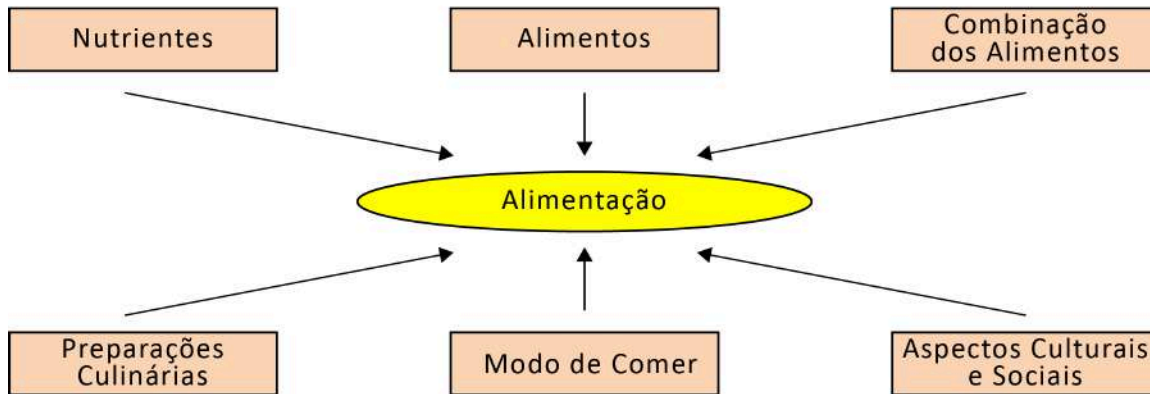 Nutrientes
Alimentos
Combinação
dos Alimentos
Alimentação
Preparações
Culinárias
Modo de Comer
Aspectos Culturais
e Sociais